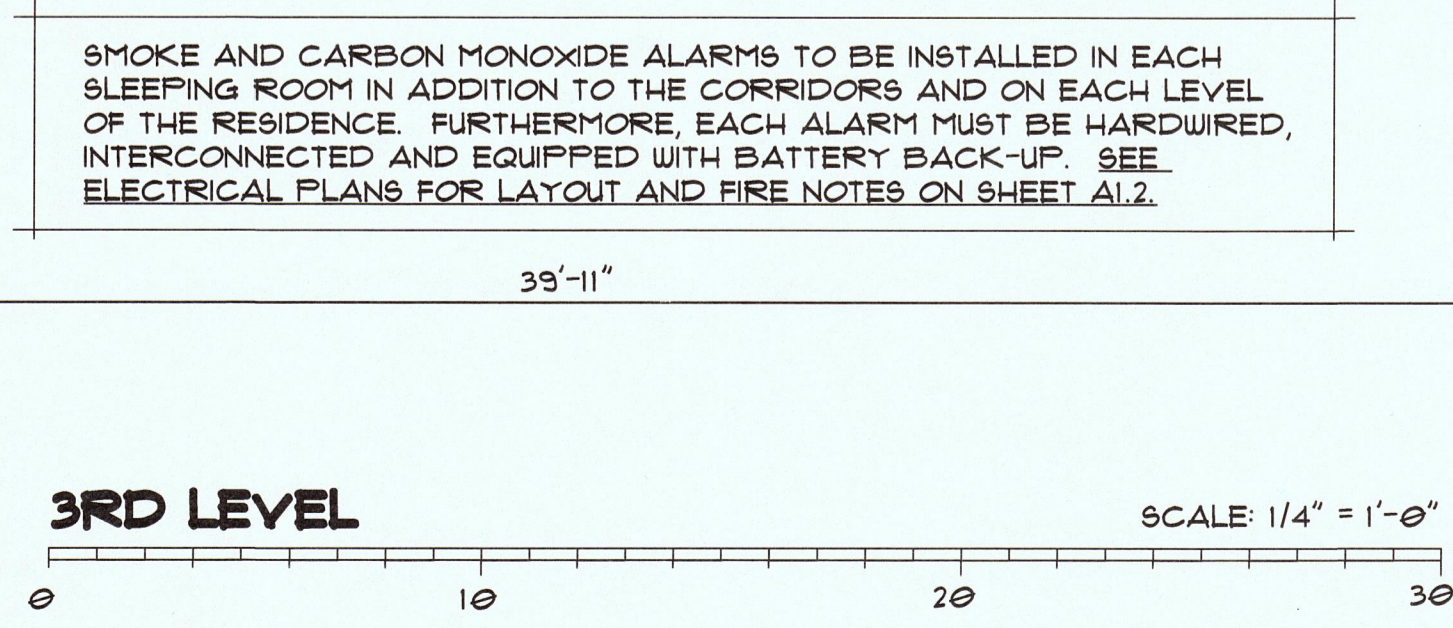 SMOKE AND CARBON MONOXIDE ALARMS TO BE INSTALLED IN EACH
SLEEPING ROOM IN ADDITION TO THE CORRIDORS AND ON EACH LEVEL
OF THE RESIDENCE. FURTHERMORE, EACH ALARM MUST BE HARDWIRED,
INTERCONNECTED AND EQUIPPED WITH BATTERY BACK-UP. SEE
ELECTRICAL PLANS FOR LAYOUT AND FIRE NOTES ON SHEET A1.2.
39'-11"
3RD LEVEL
SCALE: 1/4" = 1'-0"
0 10 20 30